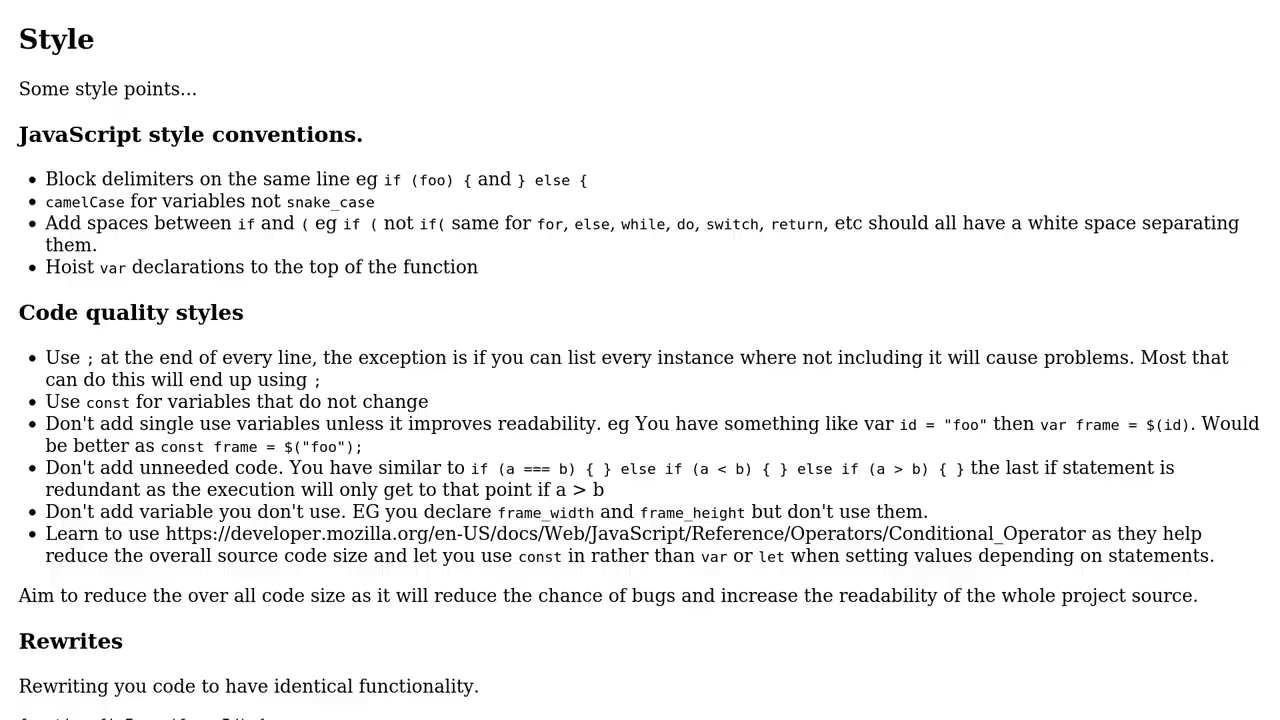 Style
Some style points...
JavaScript style conventions.
Block delimiters on the same line eg if (foo) { and } else {
camelCase for variables not snake_case
Add spaces between if and ( eg if ( not if( same for for, else, while, do, switch, return, etc should all have a white space separating
them.
Hoist var declarations to the top of the function
Code quality styles
Use ; at the end of every line, the exception is if you can list every instance where not including it will cause problems. Most that
can do this will end up using ;
Use const for variables that do not change
Don't add single use variables unless it improves readability. eg You have something like var id = "foo" then var frame = $(id). Would
be better as const frame = $("foo");
Don't add unneeded code. You have similar to if (a === b) { } else if (a < b) { } else if (a > b) { } the last if statement is
redundant as the execution will only get to that point if a > b
Don't add variable you don't use. EG you declare frame_width and frame_height but don't use them.
Learn to use https://developer.mozilla.org/en-US/docs/Web/JavaScript/Reference/Operators/Conditional_Operator as they help
reduce the overall source code size and let you use const in rather than var or let when setting values depending on statements.
Aim to reduce the over all code size as it will reduce the chance of bugs and increase the readability of the whole project source.
Rewrites
Rewriting you code to have identical functionality.